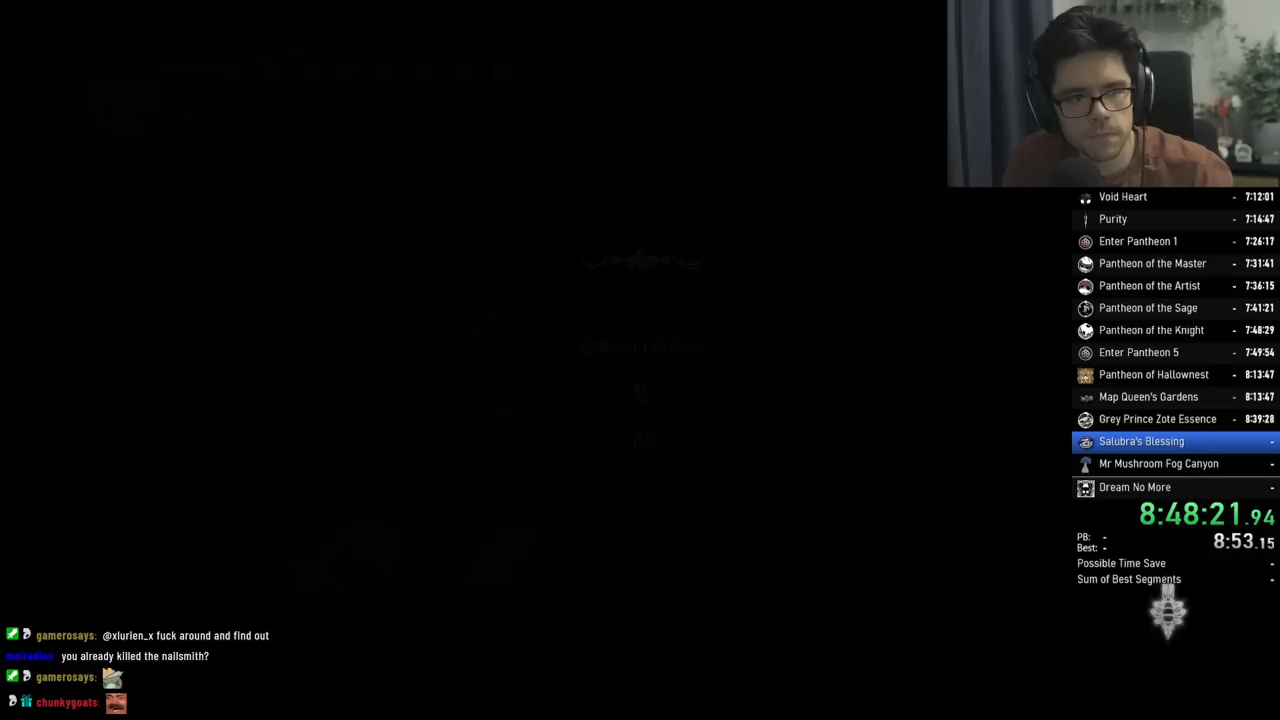 Void Heart - 7:12:01
Purity - 7:14:47
Enter Pantheon 1 - 7:26:17
Pantheon of the Master - 7:31:41
Pantheon of the Artist - 7:36:15
Pantheon of the Sage - 7:41:21
Pantheon of the Knight - 7:48:29
Enter Pantheon 5 - 7:49:54
Pantheon of Hallownest - 8:13:47
Map Queen's Gardens - 8:13:47
Grey Prince Zote Essence - 8:39:28
Salubra's Blessing -
Mr Mushroom Fog Canyon -
Dream No More -
8:48:21.94
PB: -
8:53.15
Best: -
Possible Time Save -
Sum of Best Segments -
gamerosays: @xlurien_x fuck around and find out
you already killed the nailsmith?
gamerosays:
chunkygoats: